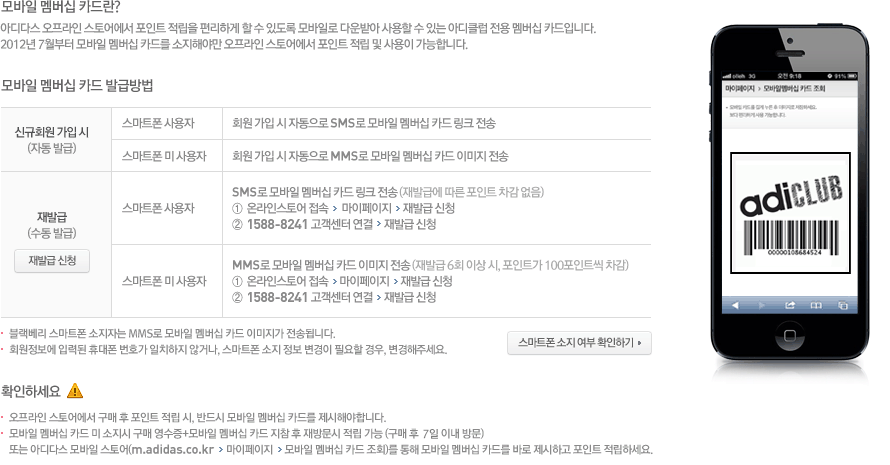 모바일 멤버십 카드란?
아디다스 오프라인 스토어에서 포인트 적립을 편리하게 할 수 있도록 모바일로 다운받아 사용할 수 있는 아디클럽 전용 멤버십 카드입니다.
2012년 7월부터 모바일 멤버십 카드를 소지해야만 오프라인 스토어에서 포인트 적립 및 사용이 가능합니다.
모바일 멤버십 카드 발급방법
신규회원 가입 시
(자동 발급)
스마트폰 사용자
회원 가입 시 자동으로 SMS로 모바일 멤버십 카드 링크 전송
스마트폰 미 사용자
회원 가입 시 자동으로 MMS로 모바일 멤버십 카드 이미지 전송
재발급
(수동 발급)
재발급 신청
스마트폰 사용자
SMS로 모바일 멤버십 카드 링크 전송 (재발급에 따른 포인트 차감 없음)
① 온라인스토어 접속 > 마이페이지 > 재발급 신청
② 1588-8241 고객센터 연결 > 재발급 신청
스마트폰 미 사용자
MMS로 모바일 멤버십 카드 이미지 전송 (재발급 6회 이상 시, 포인트가 100포인트씩 차감)
① 온라인스토어 접속 > 마이페이지 > 재발급 신청
② 1588-8241 고객센터 연결 > 재발급 신청
· 블랙베리 스마트폰 소지자는 MMS로 모바일 멤버십 카드 이미지가 전송됩니다.
· 회원정보에 입력된 휴대폰 번호가 일치하지 않거나, 스마트폰 소지 정보 변경이 필요할 경우, 변경해주세요.
스마트폰 소지 여부 확인하기
확인하세요
· 오프라인 스토어에서 구매 후 포인트 적립 시, 반드시 모바일 멤버십 카드를 제시해야합니다.
· 모바일 멤버십 카드 미 소지시 구매 영수증+모바일 멤버십 카드 지참 후 재방문시 적립 가능 (구매 후 7일 이내 방문)
또는 아디다스 모바일 스토어(m.adidas.co.kr > 마이페이지 > 모바일 멤버십 카드 조회)를 통해 모바일 멤버십 카드를 바로 제시하고 포인트 적립하세요.
olleh 3G 오전 9:18 91%
마이페이지 > 모바일멤버십 카드 조회
adiCLUB
00000108684524